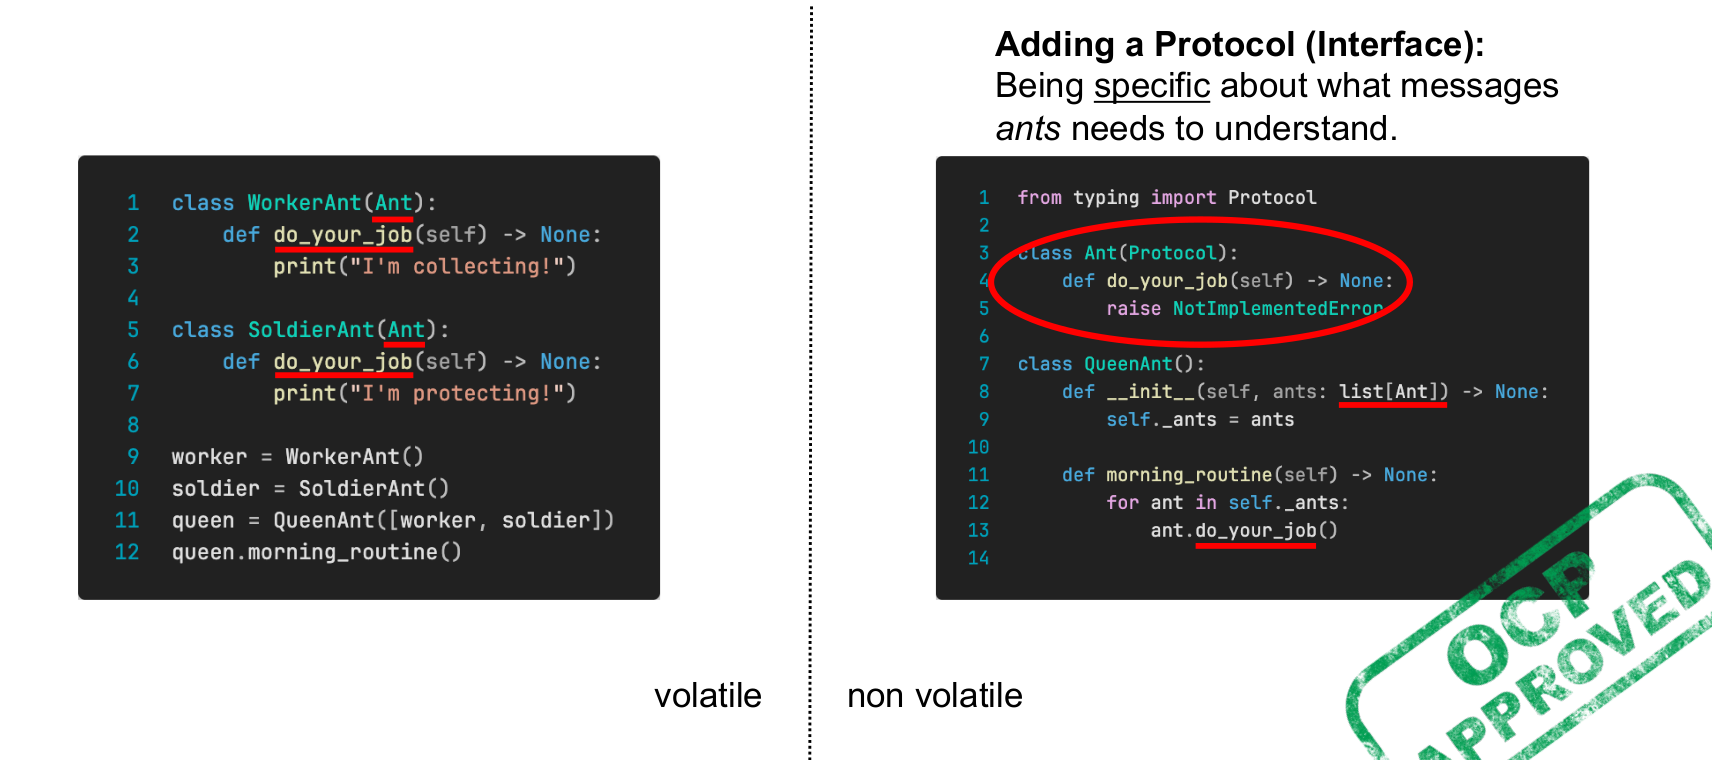 Adding a Protocol (Interface):
Being specific about what messages
ants needs to understand.
1 class WorkerAnt(Ant):
2     def do_your_job(self) -> None:
3         print("I'm collecting!")
4
5 class SoldierAnt(Ant):
6     def do_your_job(self) -> None:
7         print("I'm protecting!")
8
9 worker = WorkerAnt()
10 soldier = SoldierAnt()
11 queen = QueenAnt([worker, soldier])
12 queen.morning_routine()
1 from typing import Protocol
2
3 class Ant(Protocol):
4     def do_your_job(self) -> None:
5         raise NotImplementedError
6
7 class QueenAnt():
8     def __init__(self, ants: list[Ant]) -> None:
9         self._ants = ants
10
11     def morning_routine(self) -> None:
12         for ant in self._ants:
13             ant.do_your_job()
14
volatile
non volatile
OCP
APPROVED